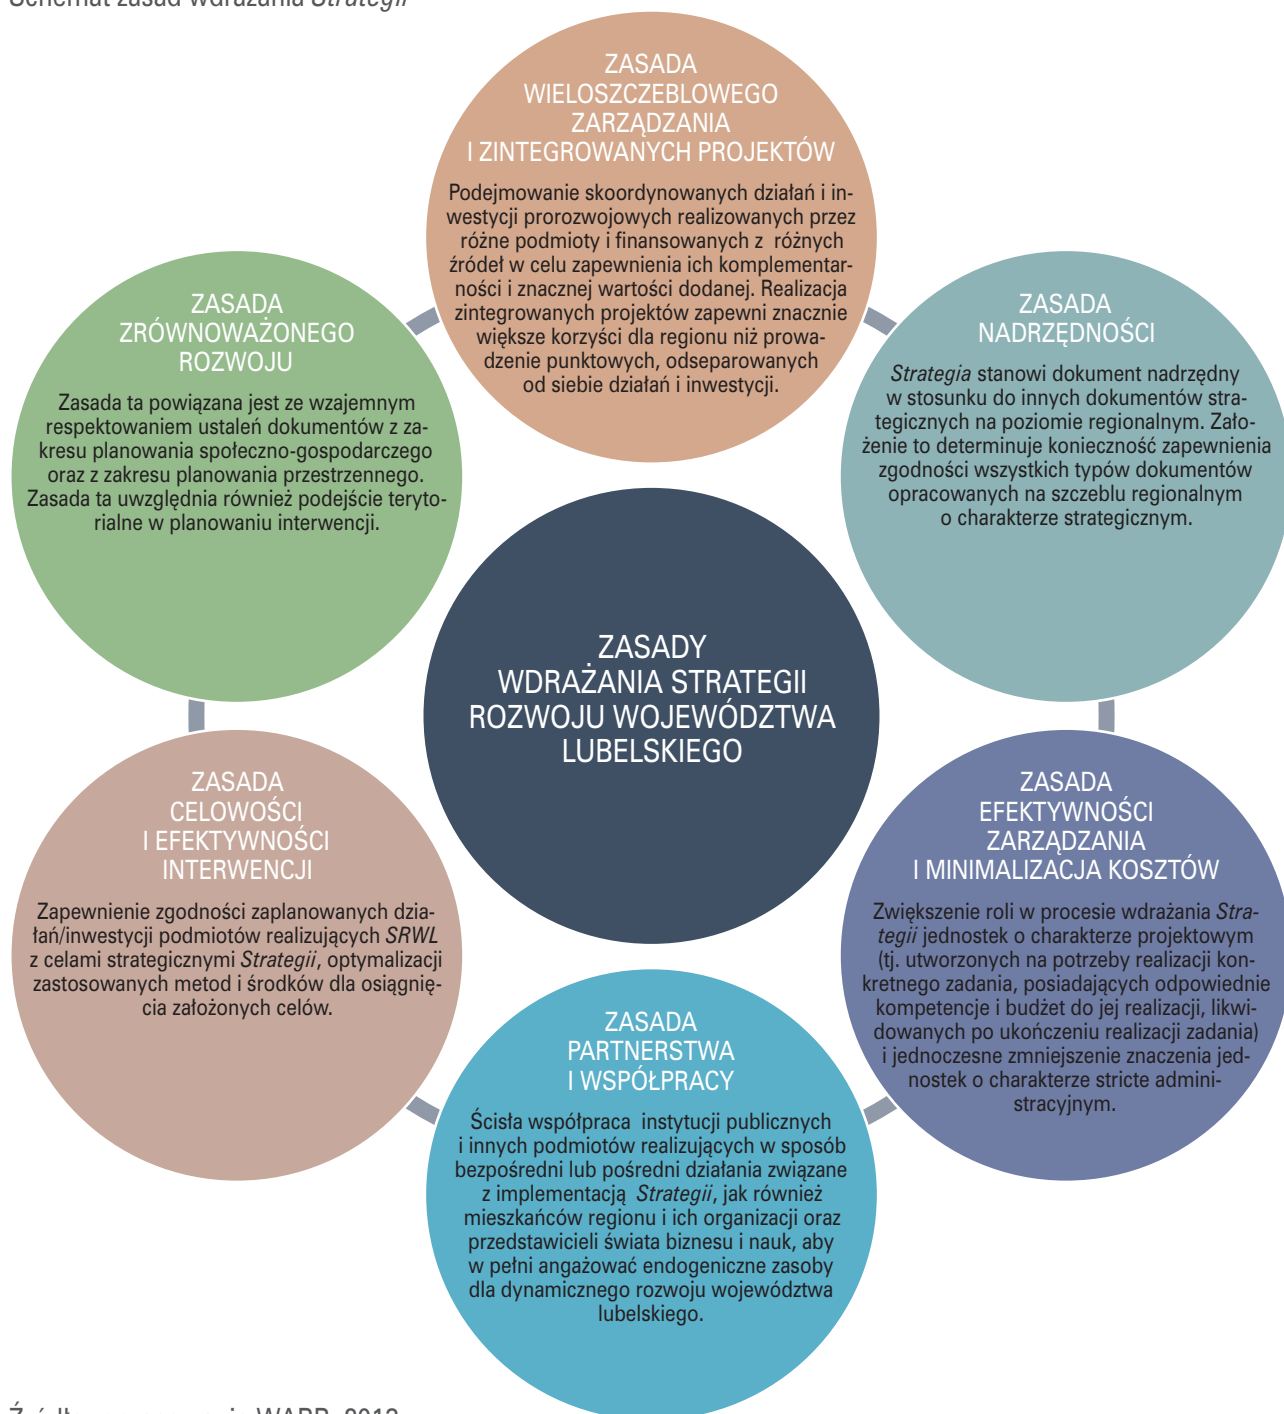 Schemat zasad wdrażania Strategii
ZASADA
WIELOSZCZEBLOWEGO
ZARZĄDZANIA
I ZINTEGROWANYCH PROJEKTÓW
Podejmowanie skoordynowanych działań i in-
westycji prorozwojowych realizowanych przez
różne podmioty i finansowanych z różnych
źródeł w celu zapewnienia ich komplementar-
ności i znacznej wartości dodanej. Realizacja
zintegrowanych projektów zapewni znacznie
większe korzyści dla regionu niż prowa-
dzenie punktowych, odseparowanych
od siebie działań i inwestycji.
ZASADA
ZRÓWNOWAŻONEGO
ROZWOJU
Zasada ta powiązana jest ze wzajemnym
respektowaniem ustaleń dokumentów z za-
kresu planowania społeczno-gospodarczego
oraz z zakresu planowania przestrzennego.
Zasada ta uwzględnia również podejście teryto-
rialne w planowaniu interwencji.
ZASADA
NADRZĘDNOŚCI
Strategia stanowi dokument nadrzędny
w stosunku do innych dokumentów stra-
tegicznych na poziomie regionalnym. Zało-
żenie to determinuje konieczność zapewnienia
zgodności wszystkich typów dokumentów
opracowanych na szczeblu regionalnym
o charakterze strategicznym.
ZASADY
WDRAŻANIA STRATEGII
ROZWOJU WOJEWÓDZTWA
LUBELSKIEGO
ZASADA
CELOWOŚCI
I EFEKTYWNOŚCI
INTERWENCJI
Zapewnienie zgodności zaplanowanych dzia-
łań/inwestycji podmiotów realizujących SRWL
z celami strategicznymi Strategii, optymalizacji
zastosowanych metod i środków dla osiągnię-
cia założonych celów.
ZASADA
EFEKTYWNOŚCI
ZARZĄDZANIA
I MINIMALIZACJA KOSZTÓW
Zwiększenie roli w procesie wdrażania Stra-
tegii jednostek o charakterze projektowym
(tj. utworzonych na potrzeby realizacji kon-
kretnego zadania, posiadających odpowiednie
kompetencje i budżet do jej realizacji, likwi-
dowanych po ukończeniu realizacji zadania)
i jednoczesne zmniejszenie znaczenia jed-
nostek o charakterze stricte admini-
stracyjnym.
ZASADA
PARTNERSTWA
I WSPÓŁPRACY
Ścisła współpraca instytucji publicznych
i innych podmiotów realizujących w sposób
bezpośredni lub pośredni działania związane
z implementacją Strategii, jak również
mieszkańców regionu i ich organizacji oraz
przedstawicieli świata biznesu i nauk, aby
w pełni angażować endogeniczne zasoby
dla dynamicznego rozwoju województwa
lubelskiego.